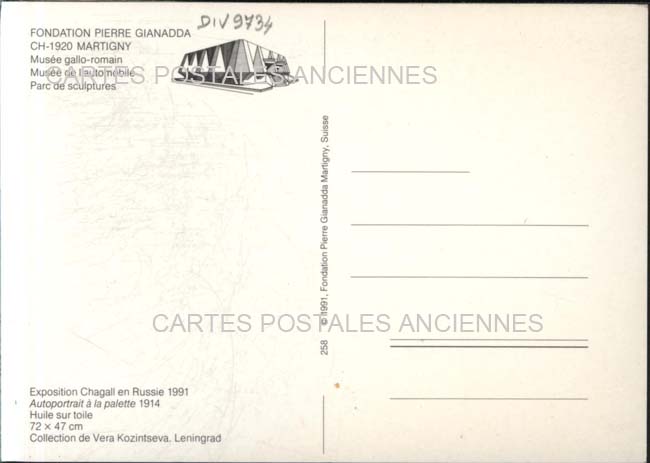 DIV 9734
FONDATION PIERRE GIANADDA
CH-1920 MARTIGNY
Musée gallo-romain
Musée de l'automobile
Parc de sculptures
CARTES POSTALES ANCIENNES
258 © 1991, Fondation Pierre Gianadda Martigny, Suisse
CARTES POSTALES ANCIENNES
Exposition Chagall en Russie 1991
Autoportrait à la palette 1914
Huile sur toile
72 × 47 cm
Collection de Vera Kozintseva, Leningrad